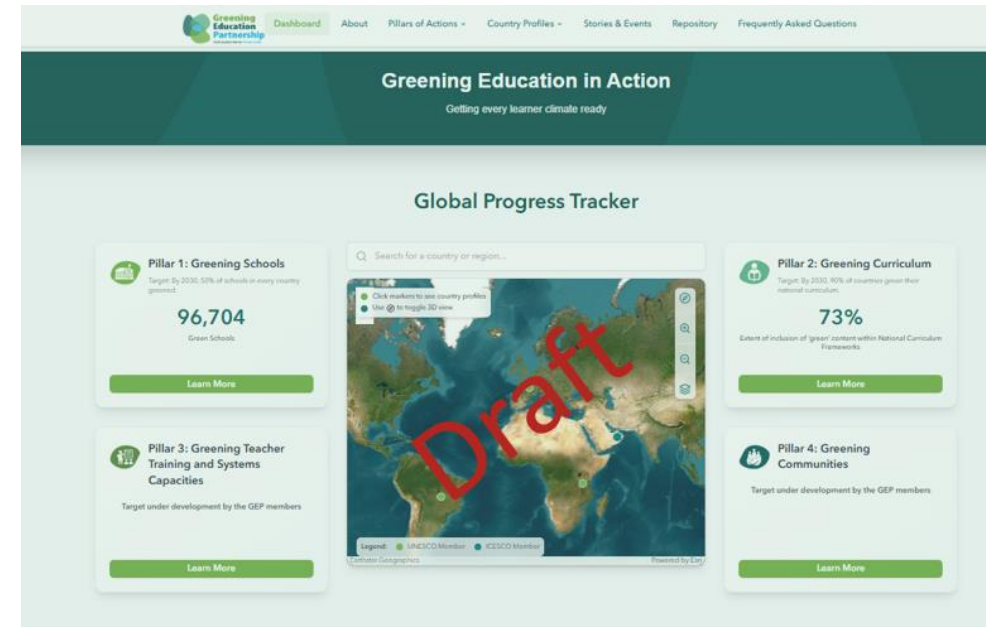 Greening
Education
Partnership
Dashboard
About
Pillars of Actions
Country Profiles
Stories & Events
Repository
Frequently Asked Questions
Greening Education in Action
Getting every learner climate ready
Global Progress Tracker
Pillar 1: Greening Schools
Target: By 2030, 50% of schools in every country
greened.
96,704
Green Schools
Learn More
Pillar 3: Greening Teacher
Training and Systems
Capacities
Target under development by the GEP members
Learn More
Search for a country or region...
Click markers to see country profiles
Use to toggle 3D view
Draft
Legend: UNESCO Member ICESCO Member
Earthstar Geographics
Powered by Esri
Pillar 2: Greening Curriculum
Target: By 2030, 90% of countries green their
national curriculum.
73%
Extent of inclusion of 'green' content within National Curriculum
Frameworks
Learn More
Pillar 4: Greening
Communities
Target under development by the GEP members
Learn More